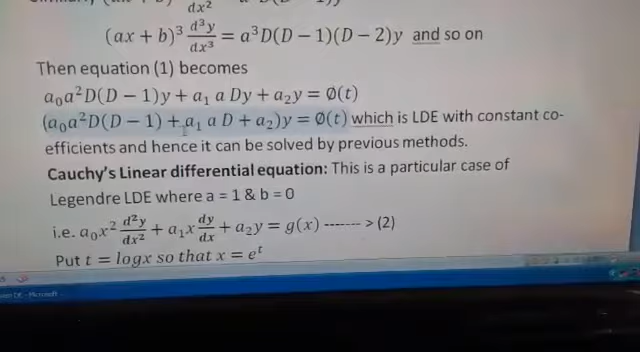 dx²
(ax + b)³ d³y/dx³ = a³D(D − 1)(D − 2)y and so on
Then equation (1) becomes
a₀a²D(D − 1)y + a₁ a Dy + a₂y = Ø(t)
(a₀a²D(D − 1) + a₁ a D + a₂)y = Ø(t) which is LDE with constant co-
efficients and hence it can be solved by previous methods.
Cauchy's Linear differential equation: This is a particular case of
Legendre LDE where a = 1 & b = 0
i.e. a₀x² d²y/dx² + a₁x dy/dx + a₂y = g(x) ------- > (2)
Put t = logx so that x = eᵗ
Microsoft